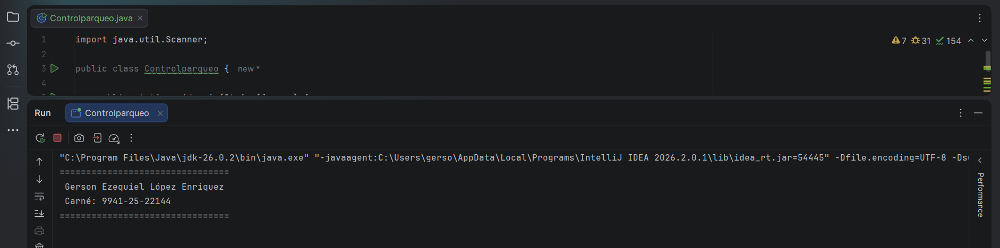 Controlparqueo.java
1 import java.util.Scanner;
7 31 154
2
3 public class Controlparqueo { new *
4
Run Controlparqueo
"C:\Program Files\Java\jdk-26.0.2\bin\java.exe" "-javaagent:C:\Users\gerso\AppData\Local\Programs\IntelliJ IDEA 2026.2.0.1\lib\idea_rt.jar=54445" -Dfile.encoding=UTF-8
================================
Gerson Ezequiel López Enriquez
Carné: 9941-25-22144
================================
Performance